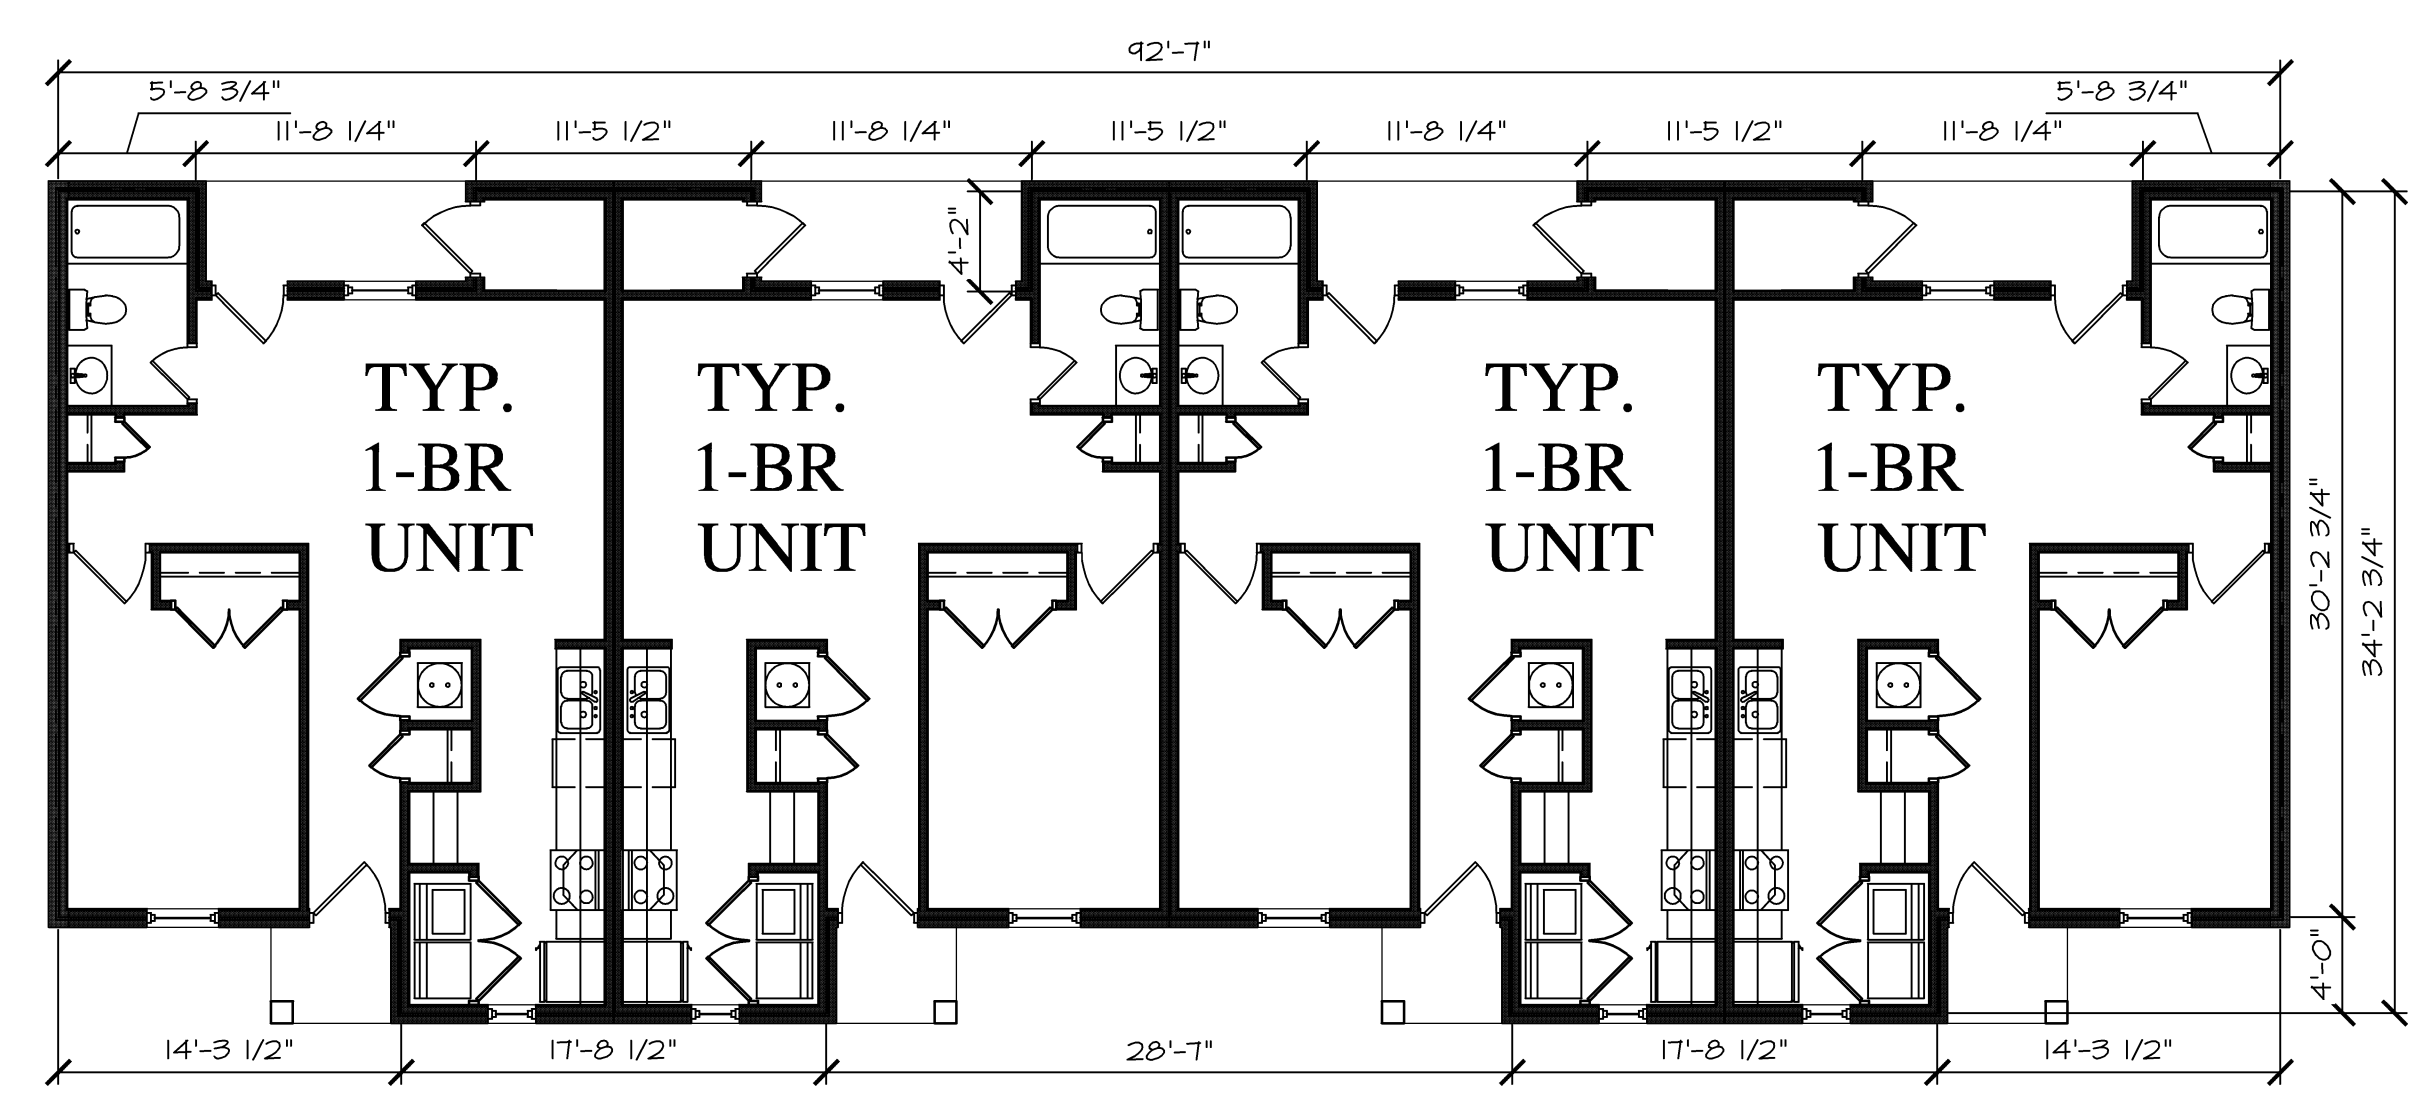 92'-7"
5'-8 3/4"
5'-8 3/4"
11'-8 1/4"
11'-5 1/2"
11'-8 1/4"
11'-5 1/2"
11'-8 1/4"
11'-5 1/2"
11'-8 1/4"
4'-2"
TYP.
1-BR
UNIT
TYP.
1-BR
UNIT
TYP.
1-BR
UNIT
TYP.
1-BR
UNIT
30'-2 3/4"
34'-2 3/4"
4'-0"
14'-3 1/2"
17'-8 1/2"
28'-7"
17'-8 1/2"
14'-3 1/2"